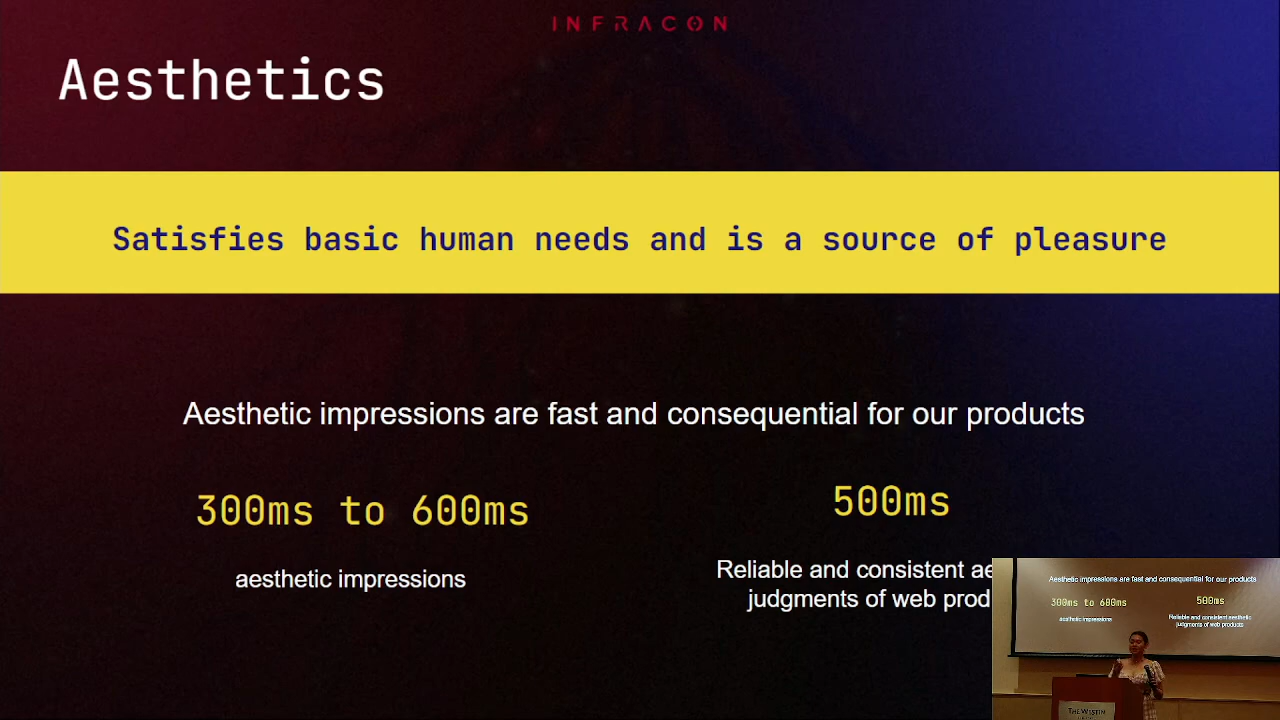 INFRACON
Aesthetics
Satisfies basic human needs and is a source of pleasure
Aesthetic impressions are fast and consequential for our products
300ms to 600ms
500ms
aesthetic impressions
Reliable and consistent ae
judgments of web prod
Aesthetic impressions are fast and consequential for our products
300ms to 600ms
500ms
aesthetic impressions
Reliable and consistent aesthetic
judgments of web products
THE WESTIN